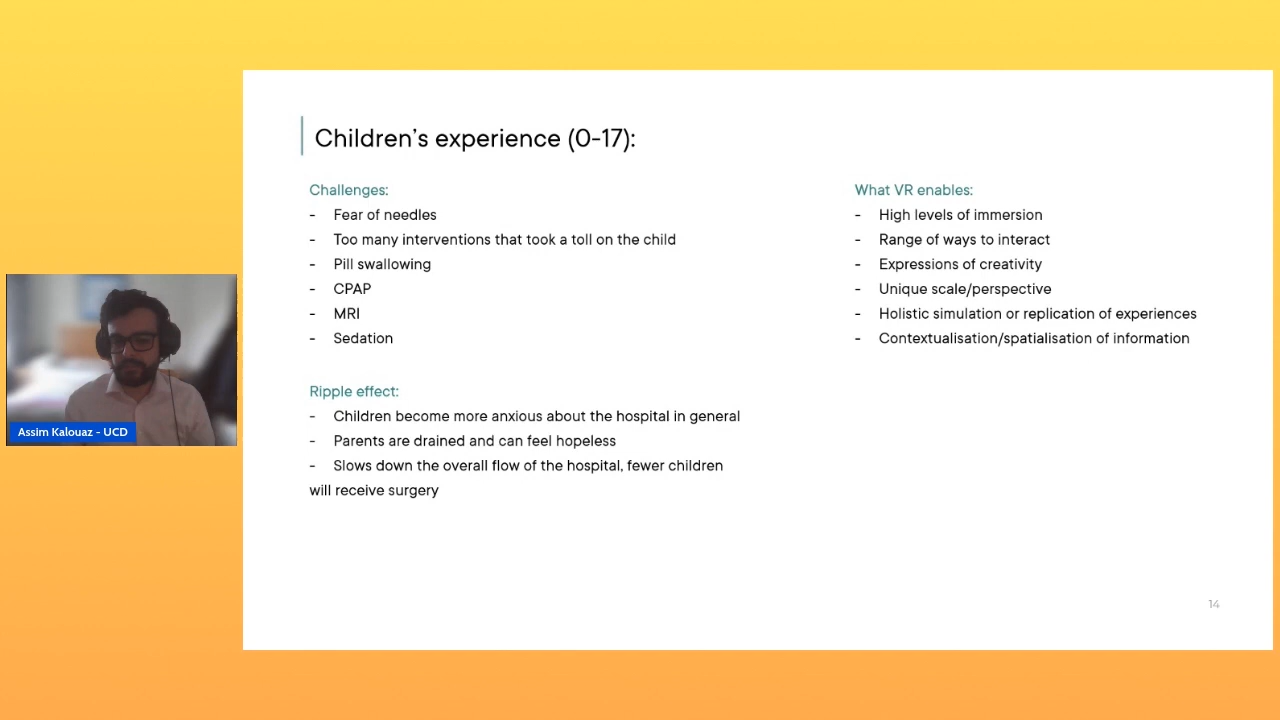 Children's experience (0-17):
Challenges:
- Fear of needles
- Too many interventions that took a toll on the child
- Pill swallowing
- CPAP
- MRI
- Sedation
Ripple effect:
- Children become more anxious about the hospital in general
- Parents are drained and can feel hopeless
- Slows down the overall flow of the hospital, fewer children
will receive surgery
What VR enables:
- High levels of immersion
- Range of ways to interact
- Expressions of creativity
- Unique scale/perspective
- Holistic simulation or replication of experiences
- Contextualisation/spatialisation of information
14
Assim Kalouaz - UCD